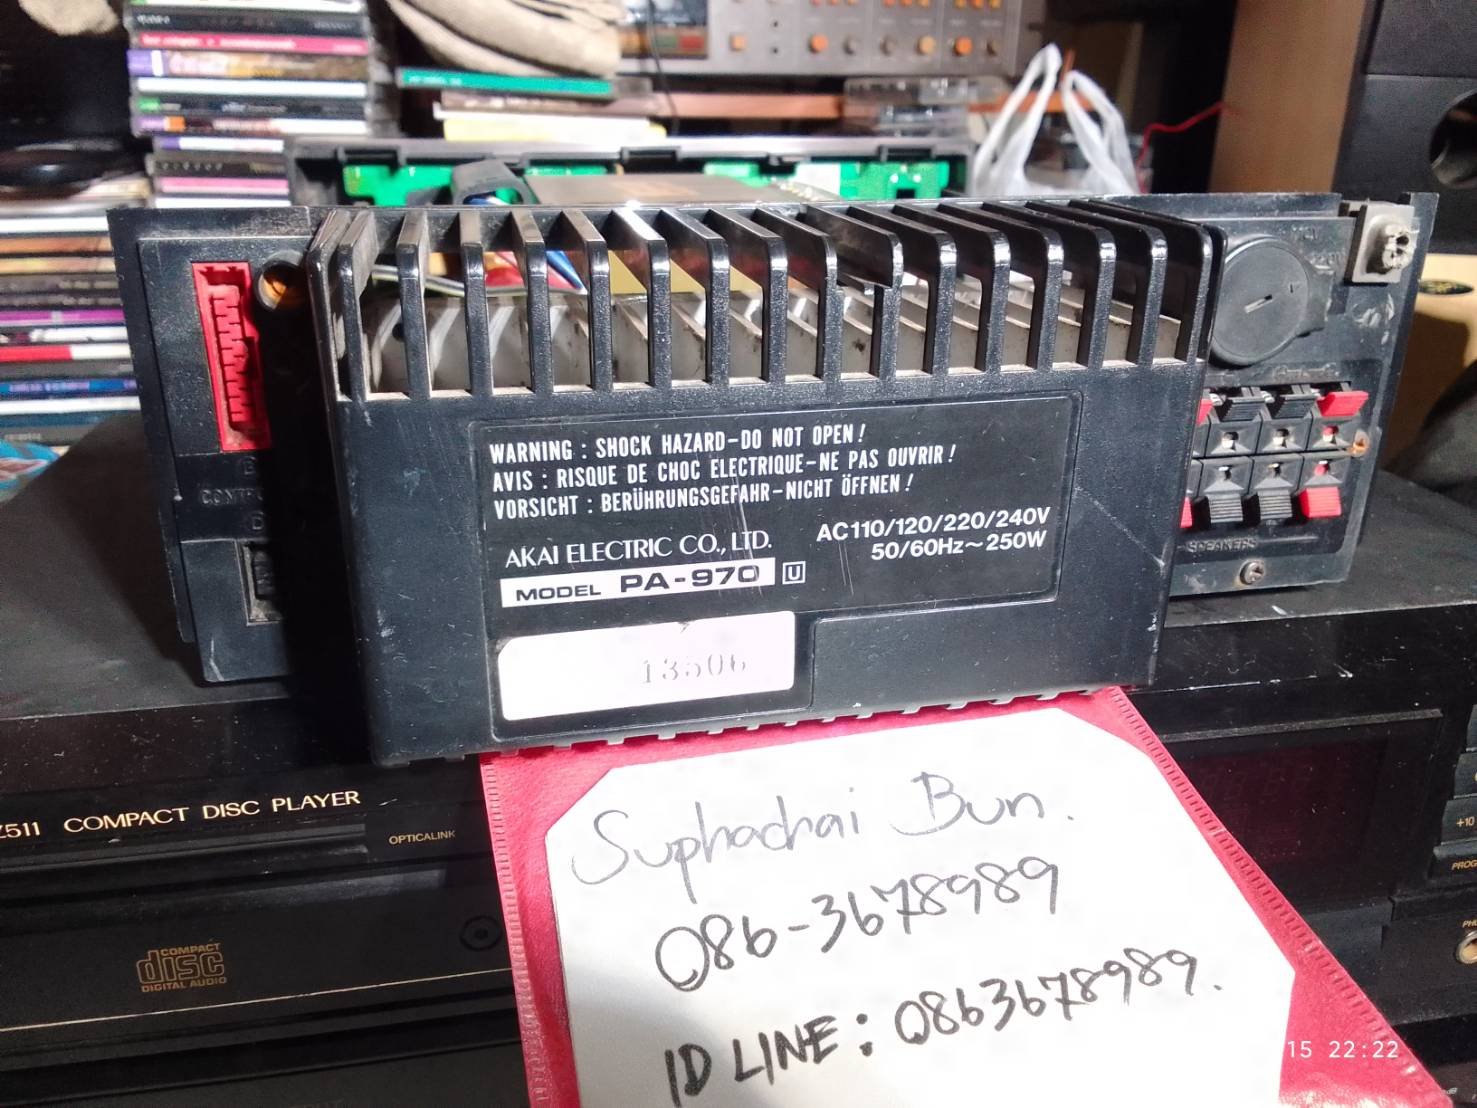 WARNING : SHOCK HAZARD-DO NOT OPEN!
AVIS : RISQUE DE CHOC ELECTRIQUE-NE PAS OUVRIR!
VORSICHT : BERÜHRUNGSGEFAHR-NICHT ÖFFNEN!
AKAI ELECTRIC CO., LTD.
AC110/120/220/240V
50/60Hz~250W
MODEL PA-970 U
13506
SPEAKERS
511 COMPACT DISC PLAYER
OPTICALINK
COMPACT
disc
DIGITAL AUDIO
+10
Suphachai Bun.
086-3678989
ID LINE: 0863678989.
15 22:22